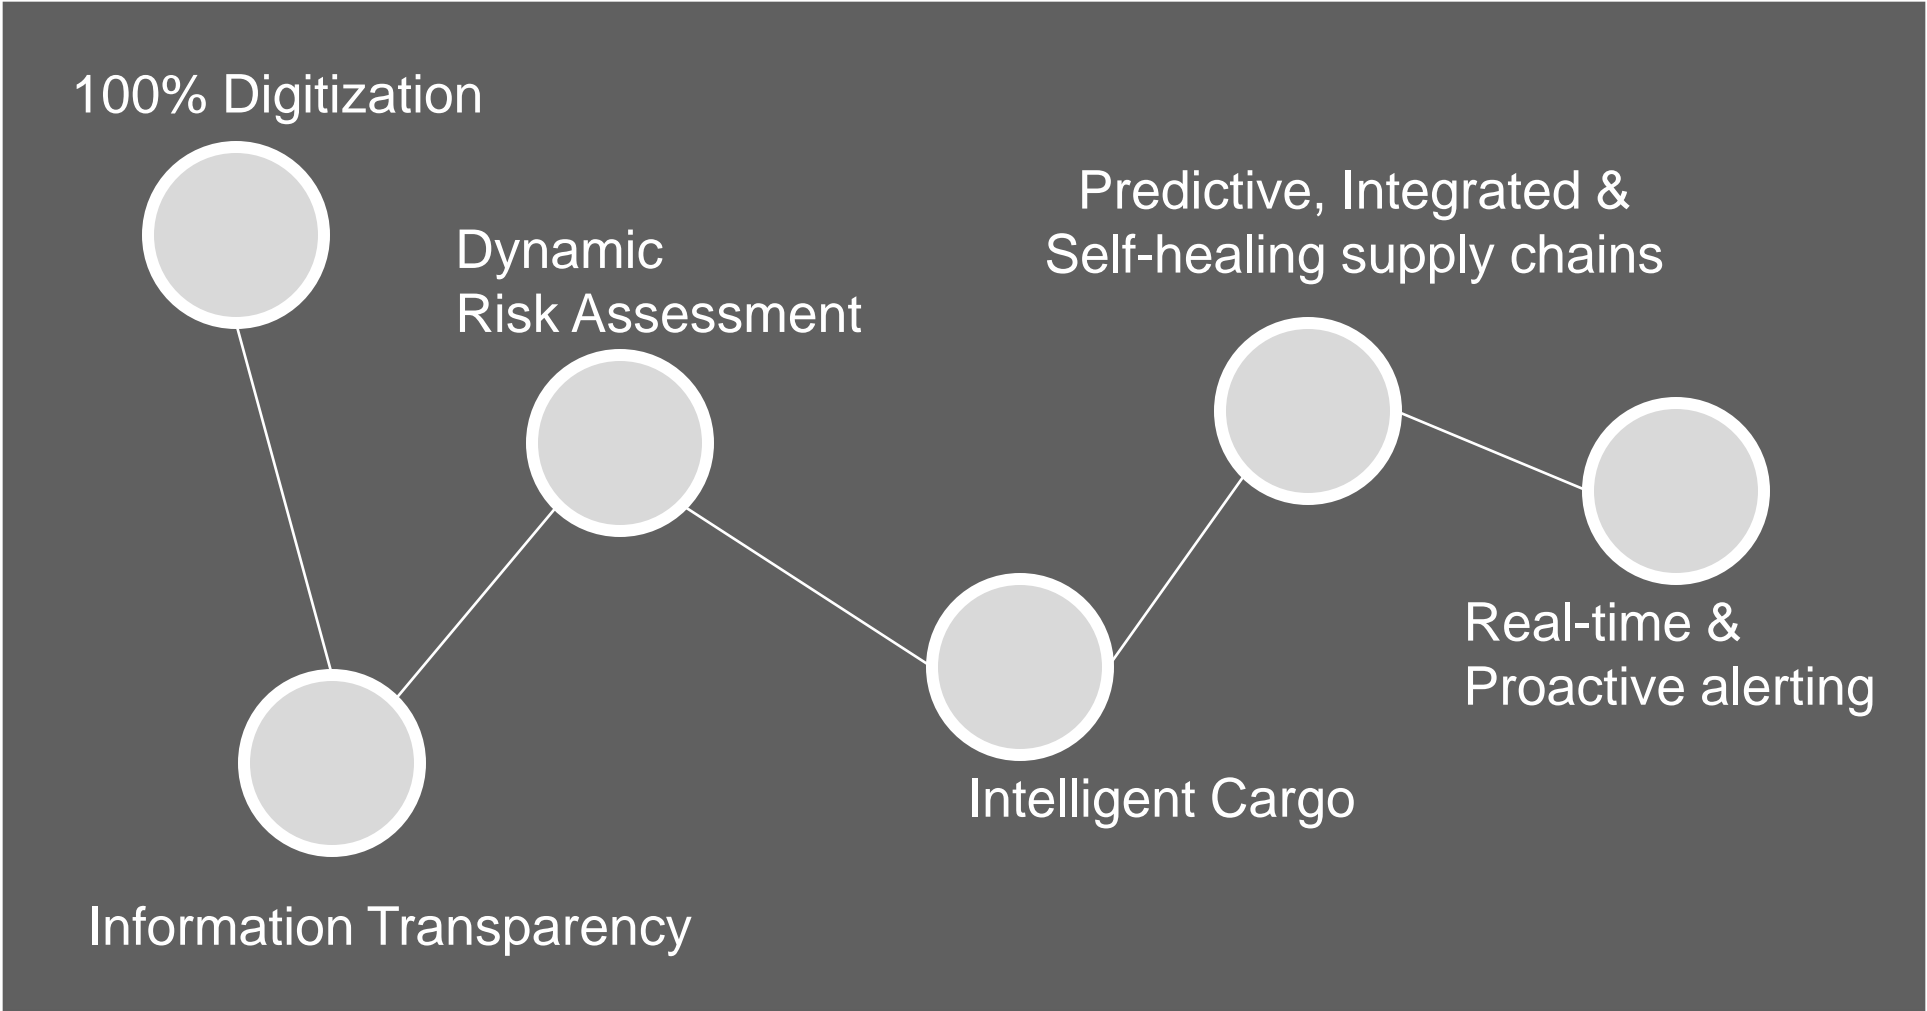 100% Digitization
Dynamic
Risk Assessment
Predictive, Integrated &
Self-healing supply chains
Real-time &
Proactive alerting
Intelligent Cargo
Information Transparency